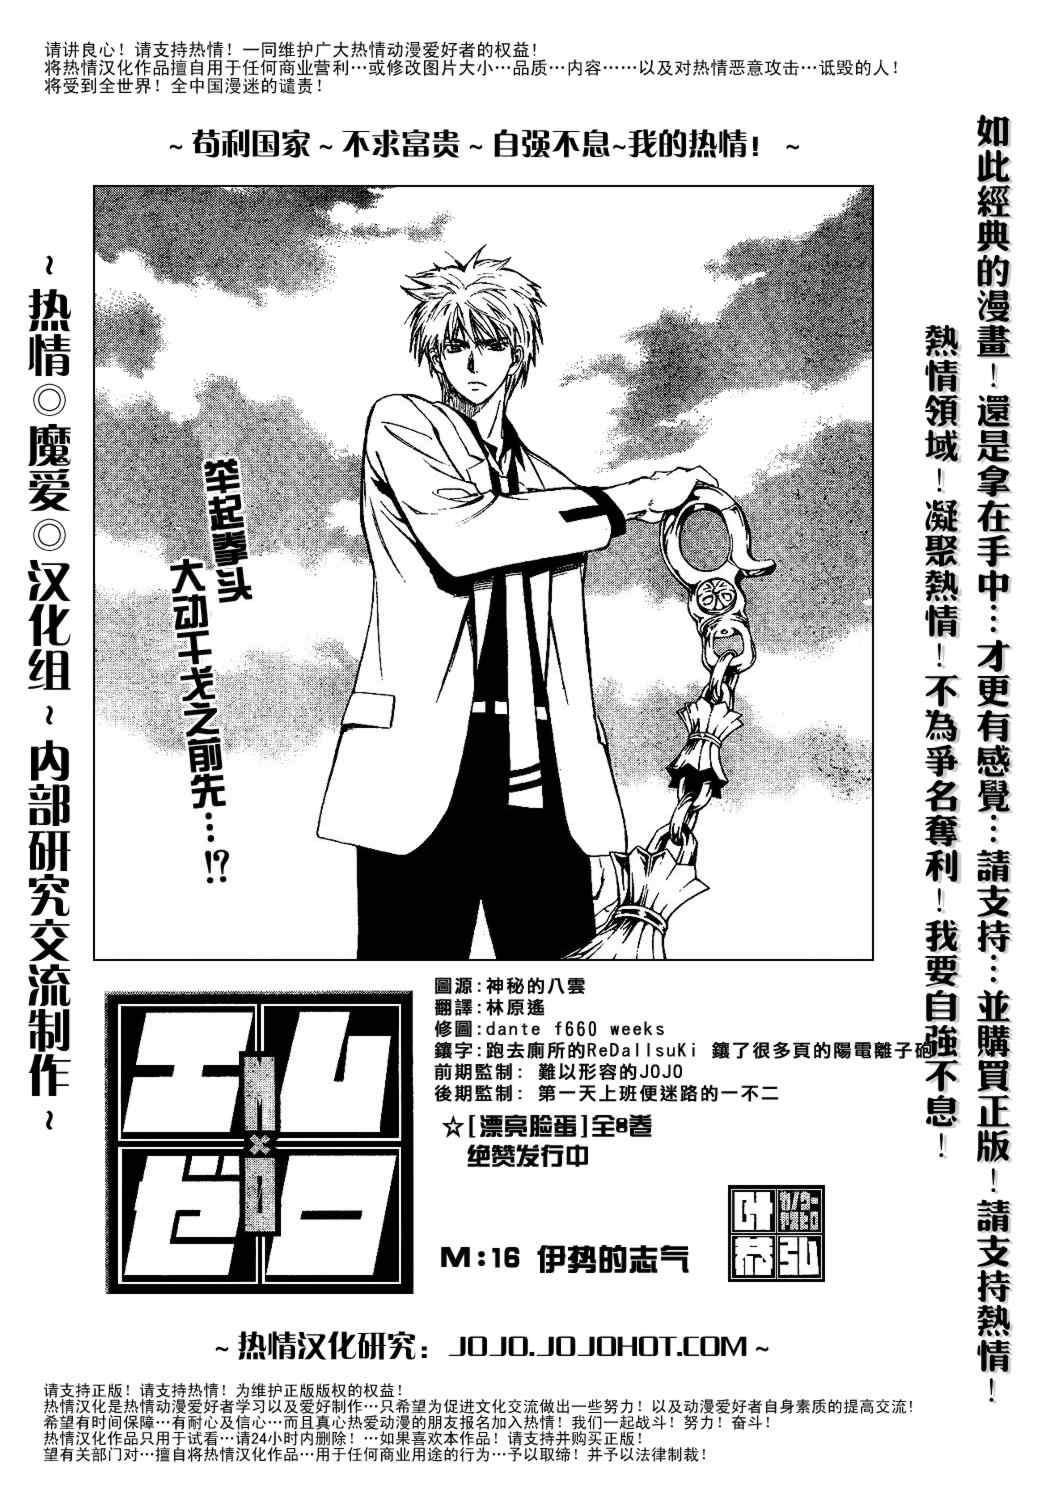 请讲良心！请支持热情！一同维护广大热情动漫爱好者的权益！
将热情汉化作品擅自用于任何商业营利…或修改图片大小…品质…内容……以及对热情恶意攻击…诋毁的人！
将受到全世界！全中国漫迷的谴责！
~苟利国家~不求富贵~自强不息~我的热情！~
如此經典的漫畫！還是拿在手中…才更有感覺…請支持…並購買正版！請支持熱情！
熱情領域！凝聚熱情！不為爭名奪利！我要自強不息！
~热情◎魔爱◎汉化组~内部研究交流制作~
举起拳头
大动干戈之前先…!?
圖源:神秘的八雲
翻譯:林原遙
修圖:dante f660 weeks
鑲字:跑去廁所的ReDallsuKi 鑲了很多頁的陽電離子砲
前期監制: 難以形容的JOJO
後期監制: 第一天上班便迷路的一不二
☆[漂亮脸蛋]全8卷
绝赞发行中
エム
M×0
ゼロ
叶恭弘
カノウ
ヤスヒロ
M:16 伊势的志气
~热情汉化研究：JOJO.JOJOHOT.COM~
请支持正版！请支持热情！为维护正版版权的权益！
热情汉化是热情动漫爱好者学习以及爱好制作…只希望为促进文化交流做出一些努力！以及动漫爱好者自身素质的提高交流！
希望有时间保障…有耐心及信心…而且真心热爱动漫的朋友报名加入热情！我们一起战斗！努力！奋斗！
热情汉化作品只用于试看…请24小时内删除！…如果喜欢本作品！请支持并购买正版！
望有关部门对…擅自将热情汉化作品…用于任何商业用途的行为…予以取缔！并予以法律制裁！